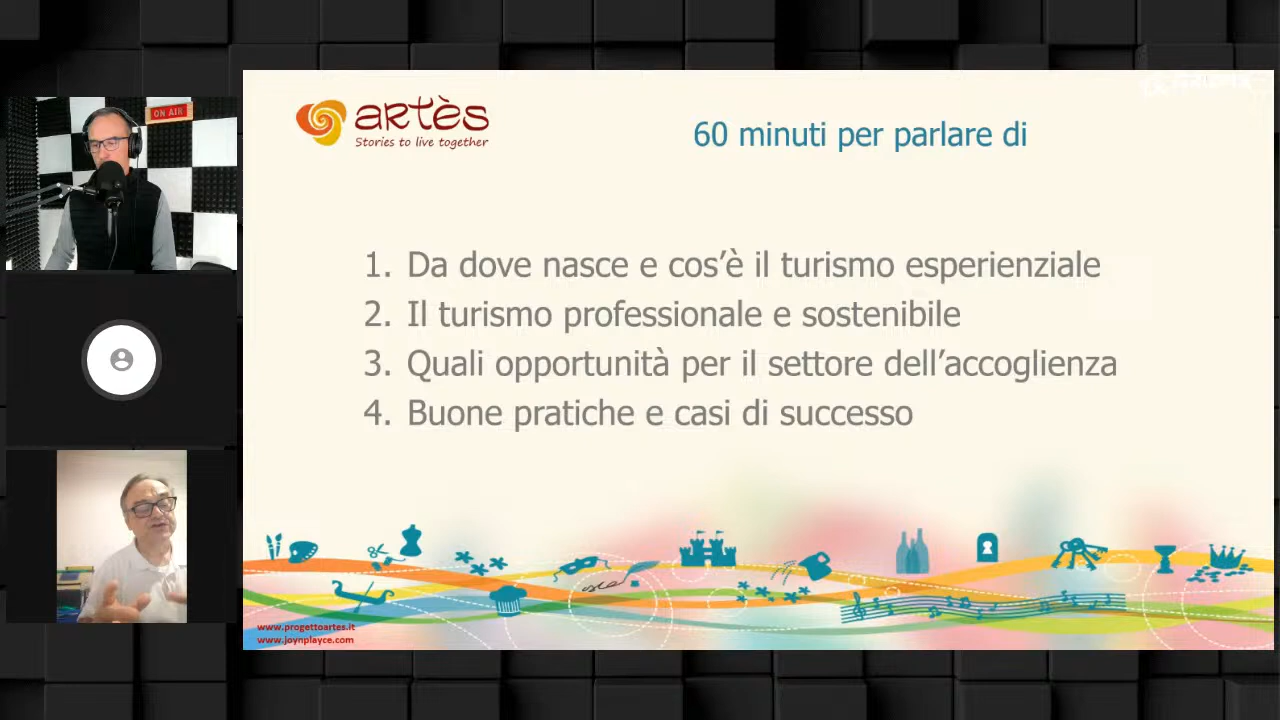 ON AIR
artès
Stories to live together
60 minuti per parlare di
1. Da dove nasce e cos’è il turismo esperienziale
2. Il turismo professionale e sostenibile
3. Quali opportunità per il settore dell’accoglienza
4. Buone pratiche e casi di successo
www.progettoartes.it
www.joynplayce.com